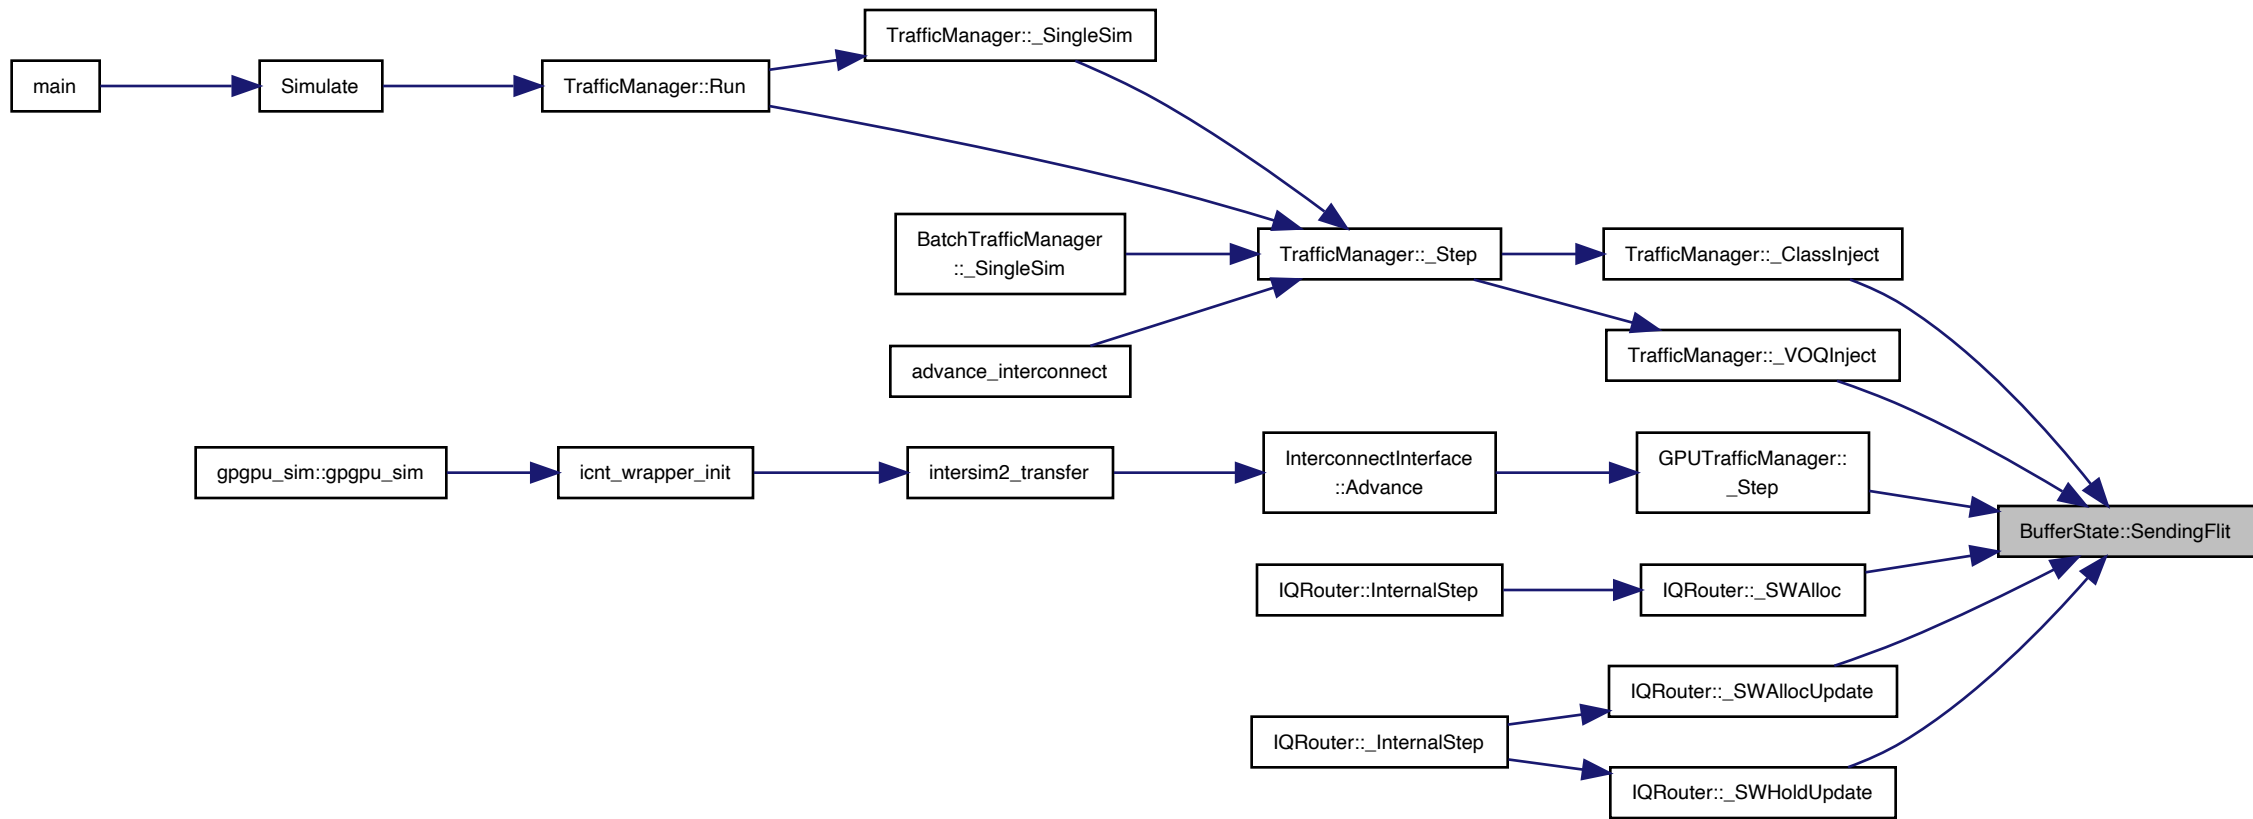 TrafficManager::_SingleSim
main
Simulate
TrafficManager::Run
BatchTrafficManager
::_SingleSim
TrafficManager::_Step
TrafficManager::_ClassInject
advance_interconnect
TrafficManager::_VOQInject
gpgpu_sim::gpgpu_sim
icnt_wrapper_init
intersim2_transfer
InterconnectInterface
::Advance
GPUTrafficManager::
_Step
BufferState::SendingFlit
IQRouter::InternalStep
IQRouter::_SWAlloc
IQRouter::_SWAllocUpdate
IQRouter::_InternalStep
IQRouter::_SWHoldUpdate